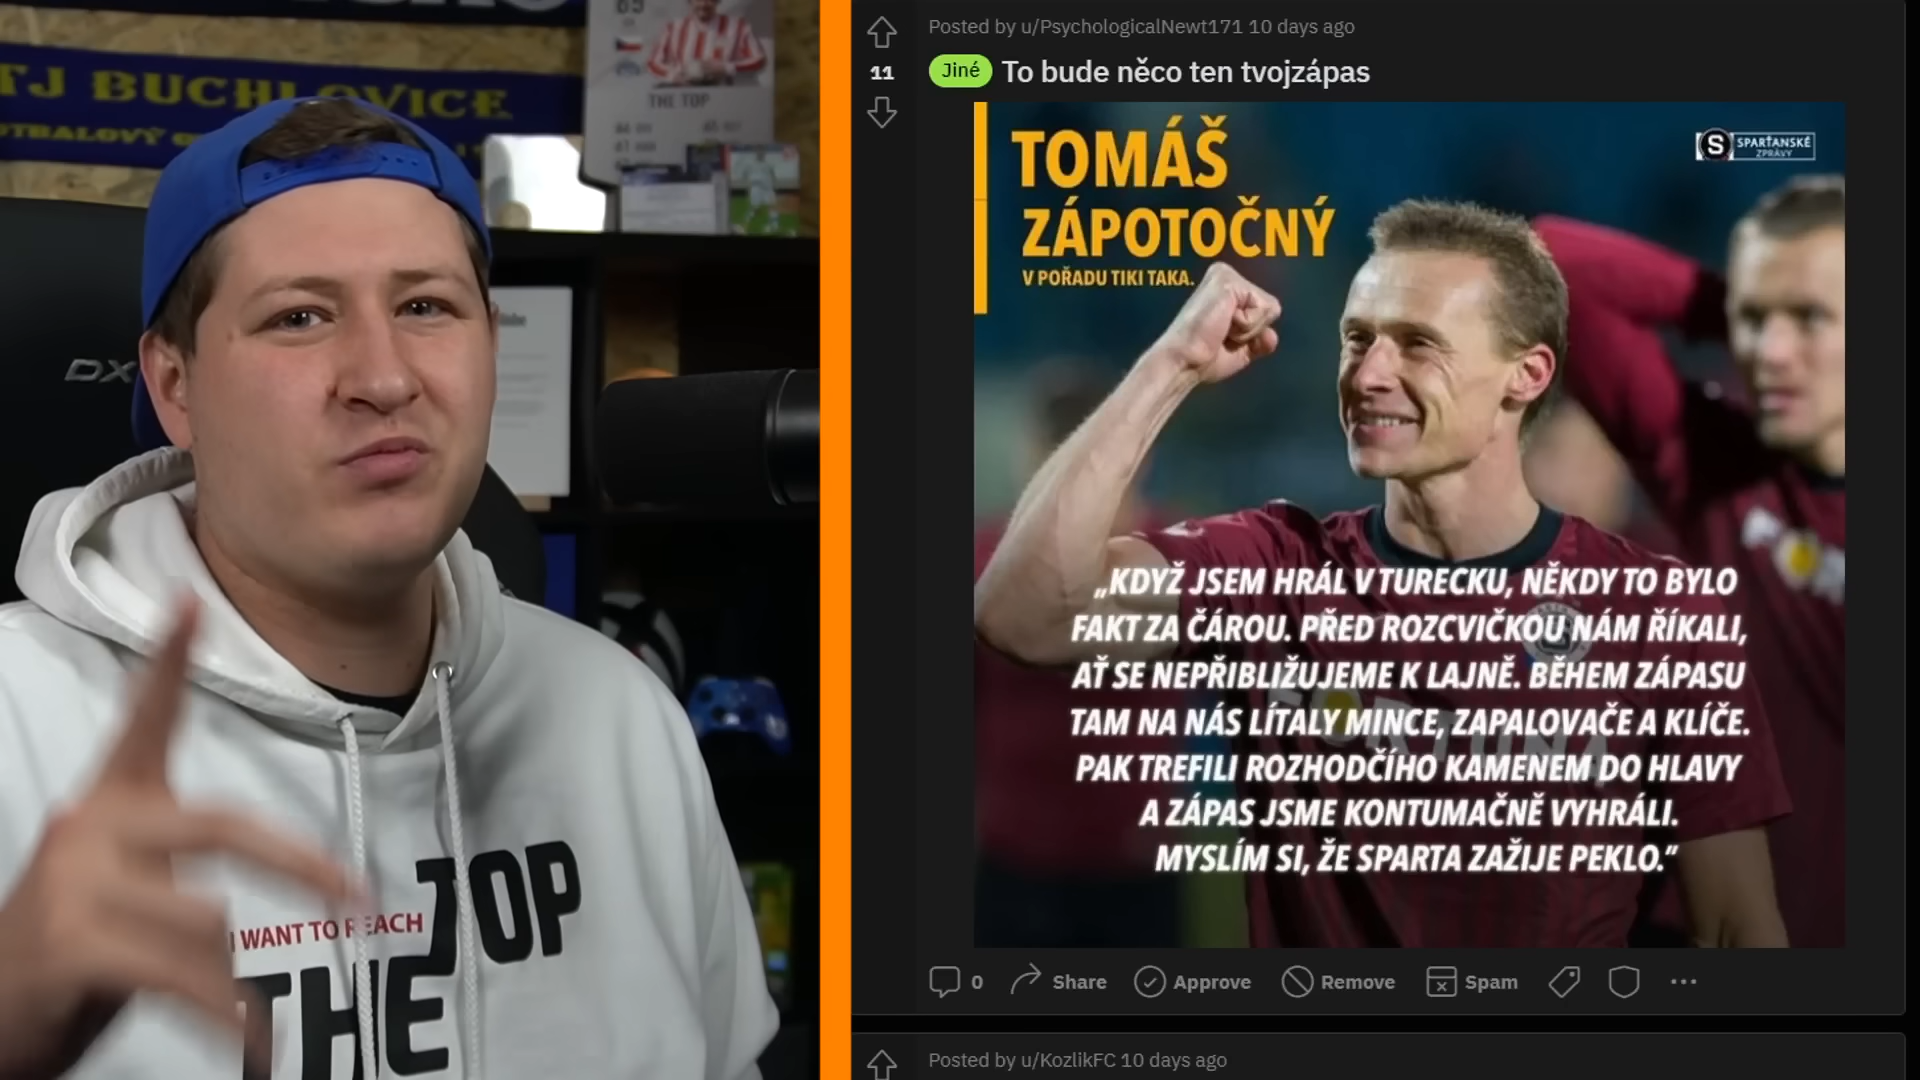 TJ BUCHLOVICE
THE TOP
DX
I WANT TO REACH
THE TOP
Posted by u/PsychologicalNewt171 10 days ago
11
Jiné To bude něco ten tvojzápas
TOMÁŠ
ZÁPOTOČNÝ
V POŘADU TIKI TAKA.
S SPARŤANSKÉ
ZPRÁVY
„KDYŽ JSEM HRÁL V TURECKU, NĚKDY TO BYLO
FAKT ZA ČÁROU. PŘED ROZCVIČKOU NÁM ŘÍKALI,
AŤ SE NEPŘIBLIŽUJEME K LAJNĚ. BĚHEM ZÁPASU
TAM NA NÁS LÍTALY MINCE, ZAPALOVAČE A KLÍČE.
PAK TREFILI ROZHODČÍHO KAMENEM DO HLAVY
A ZÁPAS JSME KONTUMAČNĚ VYHRÁLI.
MYSLÍM SI, ŽE SPARTA ZAŽIJE PEKLO.”
0 Share Approve Remove Spam
Posted by u/KozlikFC 10 days ago